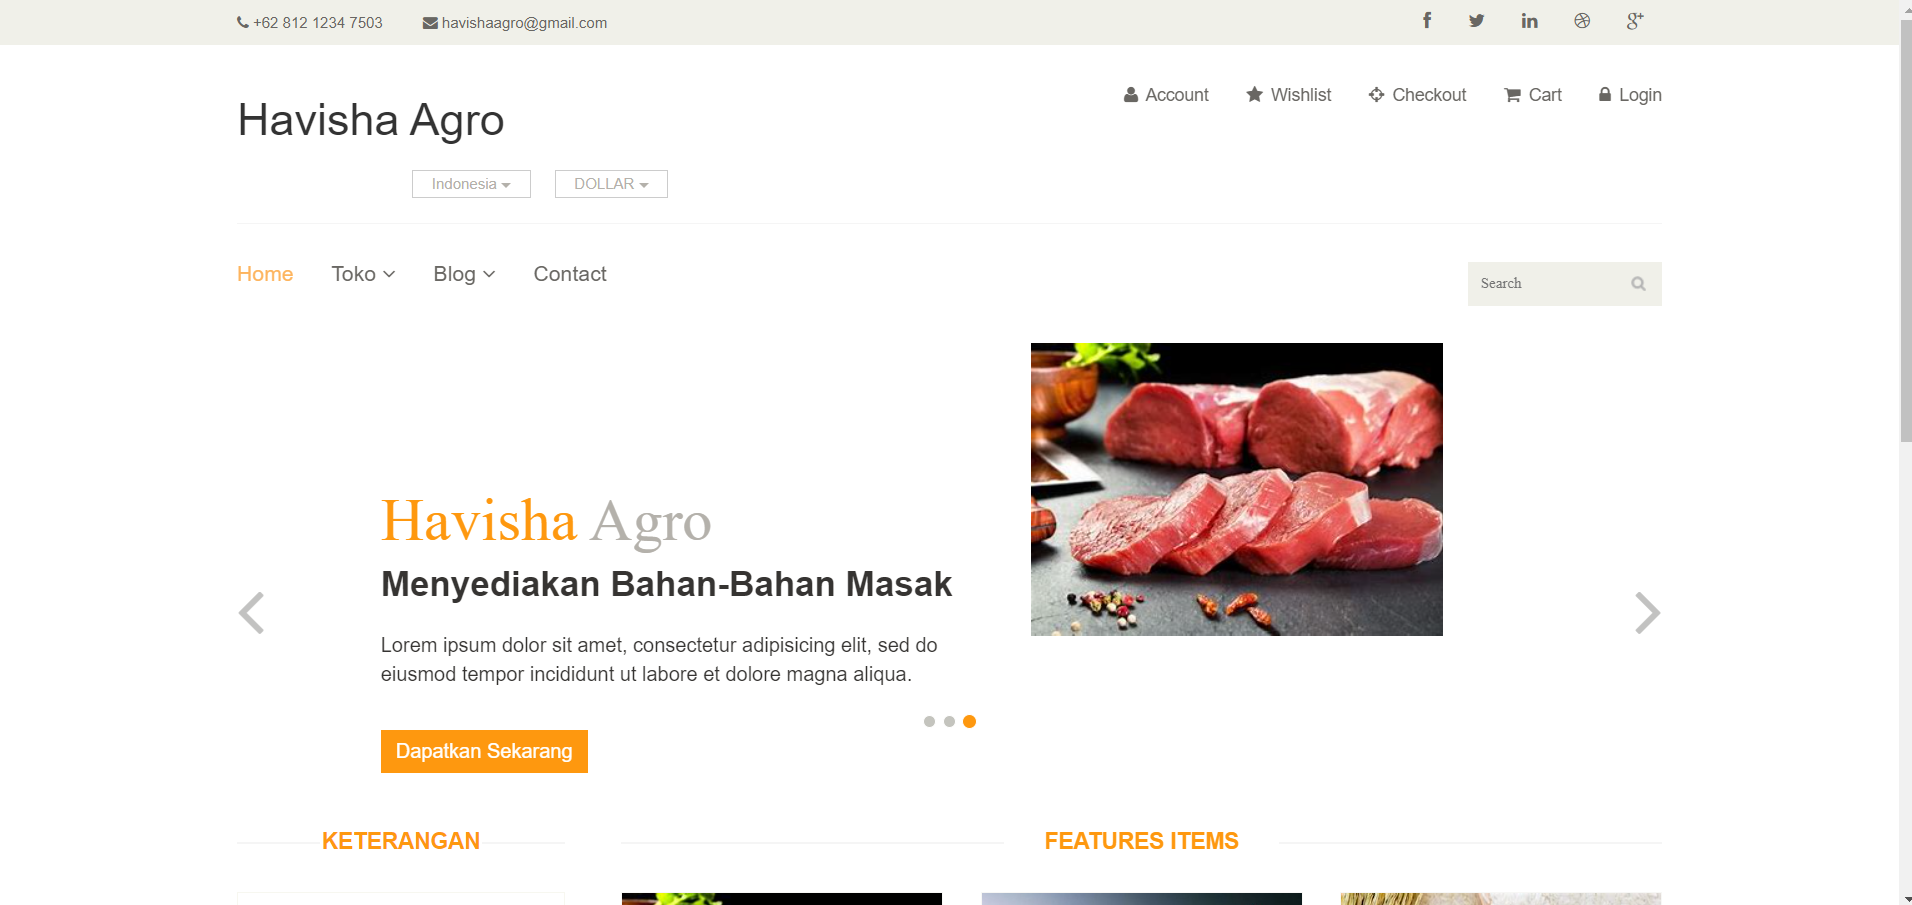 +62 812 1234 7503 havishaagro@gmail.com
Havisha Agro
Account Wishlist Checkout Cart Login
Indonesia DOLLAR
Home Toko Blog Contact
Search
Havisha Agro
Menyediakan Bahan-Bahan Masak
Lorem ipsum dolor sit amet, consectetur adipisicing elit, sed do
eiusmod tempor incididunt ut labore et dolore magna aliqua.
Dapatkan Sekarang
KETERANGAN FEATURES ITEMS